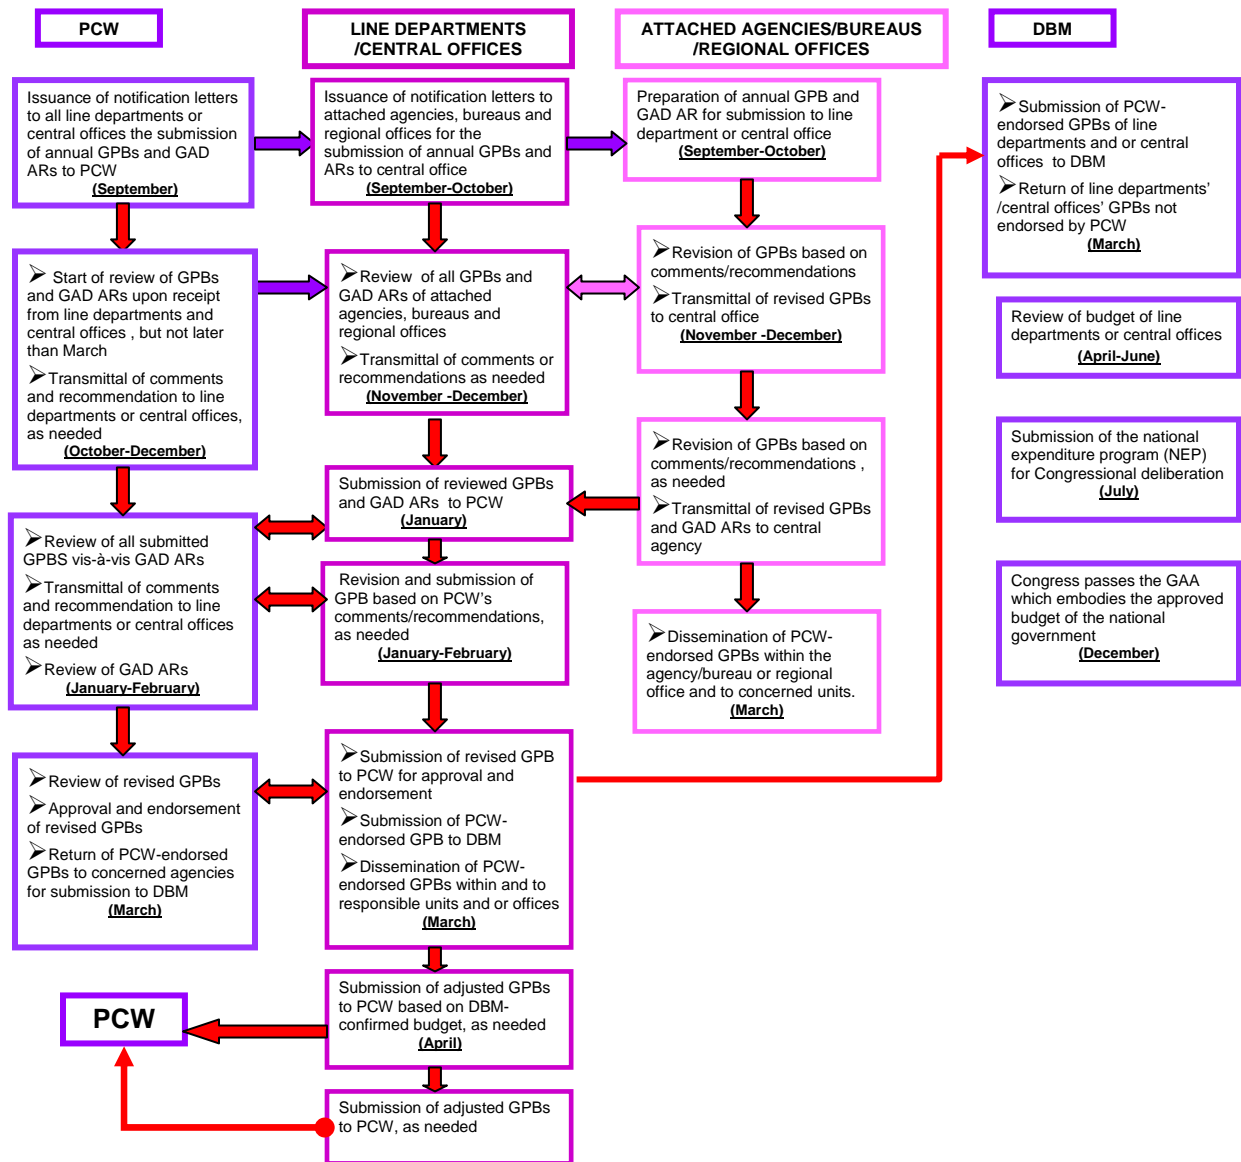 PCW
LINE DEPARTMENTS
/CENTRAL OFFICES
ATTACHED AGENCIES/BUREAUS
/REGIONAL OFFICES
DBM
Issuance of notification letters
to all line departments or
central offices the submission
of annual GPBs and GAD
ARs to PCW
(September)
Issuance of notification letters to
attached agencies, bureaus and
regional offices for the
submission of annual GPBs and
ARs to central office
(September-October)
Preparation of annual GPB and
GAD AR for submission to line
department or central office
(September-October)
➢Submission of PCW-
endorsed GPBs of line
departments and or central
offices to DBM
➢Return of line departments'
/central offices' GPBs not
endorsed by PCW
(March)
➢ Start of review of GPBs
and GAD ARs upon receipt
from line departments and
central offices , but not later
than March
➢Transmittal of comments
and recommendation to line
departments or central offices,
as needed
(October-December)
➢Review of all GPBs and
GAD ARs of attached
agencies, bureaus and
regional offices
➢Transmittal of comments or
recommendations as needed
(November -December)
➢Revision of GPBs based on
comments/recommendations
➢Transmittal of revised GPBs
to central office
(November -December)
Review of budget of line
departments or central offices
(April-June)
Submission of reviewed GPBs
and GAD ARs to PCW
(January)
➢Revision of GPBs based on
comments/recommendations ,
as needed
➢Transmittal of revised GPBs
and GAD ARs to central
agency
Submission of the national
expenditure program (NEP)
for Congressional deliberation
(July)
➢Review of all submitted
GPBS vis-à-vis GAD ARs
➢Transmittal of comments
and recommendation to line
departments or central offices
as needed
➢Review of GAD ARs
(January-February)
Revision and submission of
GPB based on PCW's
comments/recommendations,
as needed
(January-February)
➢Dissemination of PCW-
endorsed GPBs within the
agency/bureau or regional
office and to concerned units.
(March)
Congress passes the GAA
which embodies the approved
budget of the national
government
(December)
➢Review of revised GPBs
➢Approval and endorsement
of revised GPBs
➢Return of PCW-endorsed
GPBs to concerned agencies
for submission to DBM
(March)
➢Submission of revised GPB
to PCW for approval and
endorsement
➢Submission of PCW-
endorsed GPB to DBM
➢Dissemination of PCW-
endorsed GPBs within and to
responsible units and or offices
(March)
PCW
Submission of adjusted GPBs
to PCW based on DBM-
confirmed budget, as needed
(April)
Submission of adjusted GPBs
to PCW, as needed